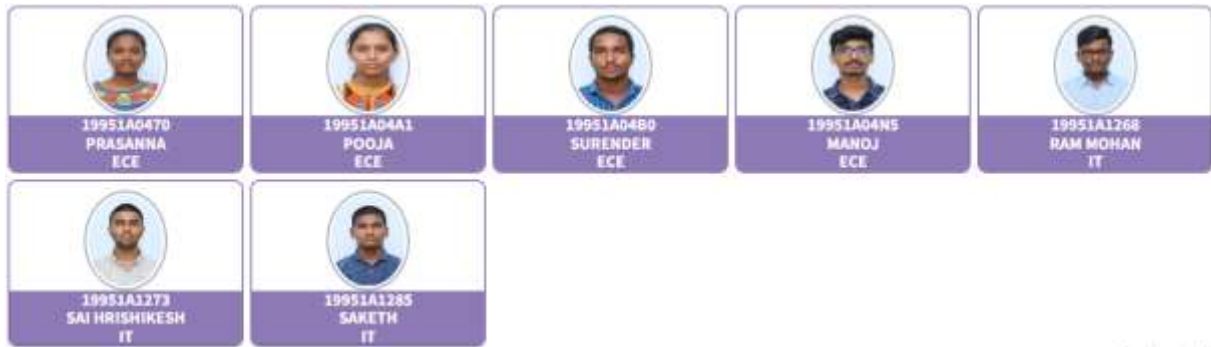 19951A0470
PRASANNA
ECE
19951A04A1
POOJA
ECE
19951A04B0
SURENDER
ECE
19951A04N5
MANOJ
ECE
19951A1268
RAM MOHAN
IT
19951A1273
SAI HRISHIKESH
IT
19951A1285
SAKETH
IT